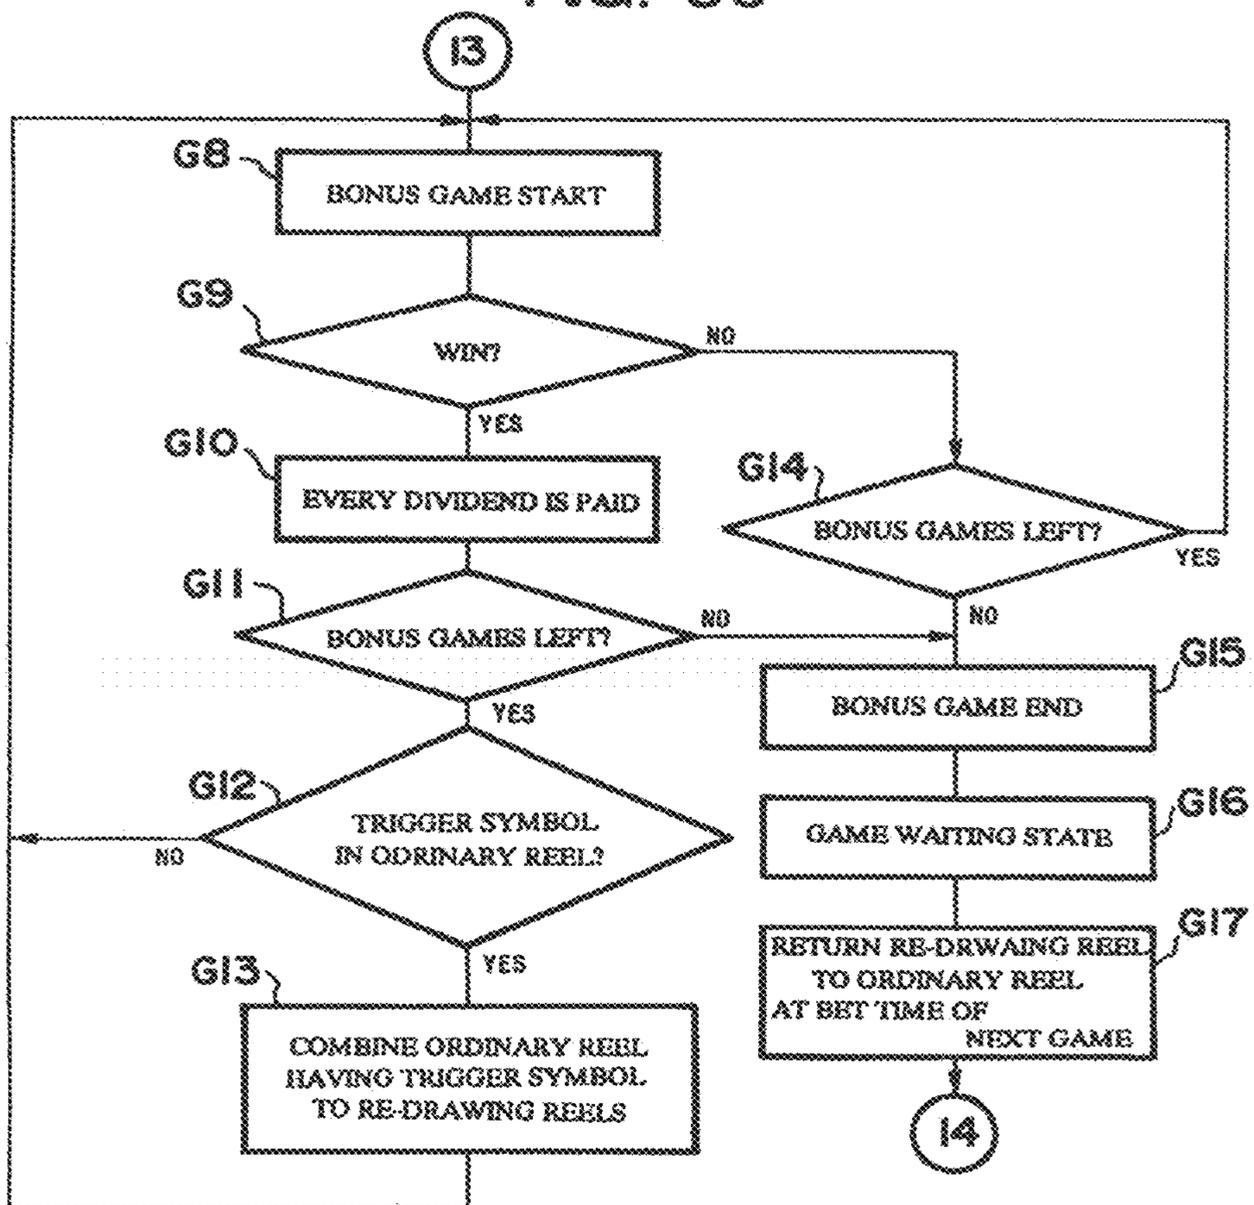 13
G8
BONUS GAME START
G9
WIN?
NO
YES
G10
EVERY DIVIDEND IS PAID
G14
BONUS GAMES LEFT?
YES
NO
G11
BONUS GAMES LEFT?
NO
YES
G15
BONUS GAME END
G12
TRIGGER SYMBOL
IN ODRINARY REEL?
NO
YES
G16
GAME WAITING STATE
G17
RETURN RE-DRWAING REEL
TO ORDINARY REEL
AT BET TIME OF
NEXT GAME
G13
COMBINE ORDINARY REEL
HAVING TRIGGER SYMBOL
TO RE-DRAWING REELS
14